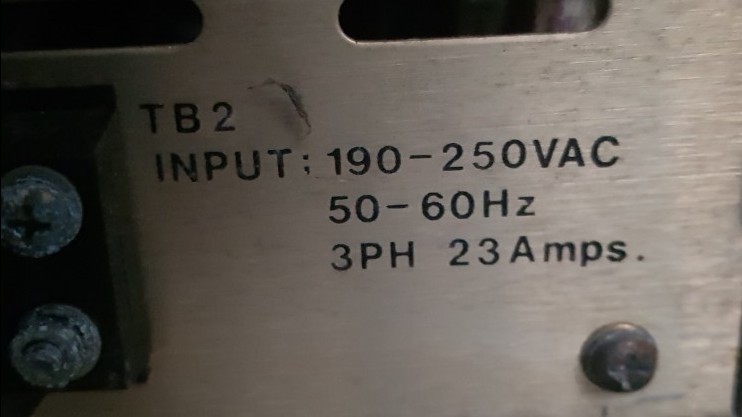 TB2
INPUT: 190-250VAC
50-60Hz
3PH 23Amps.